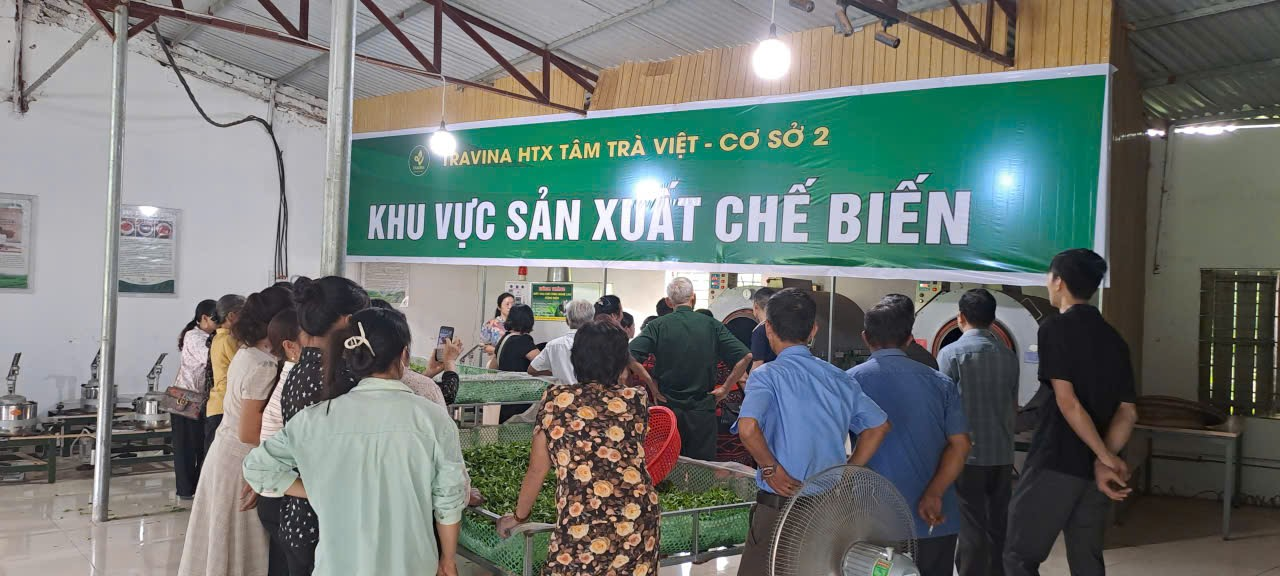 TRAVINA HTX TÂM TRÀ VIỆT - CƠ SỞ 2
KHU VỰC SẢN XUẤT CHẾ BIẾN